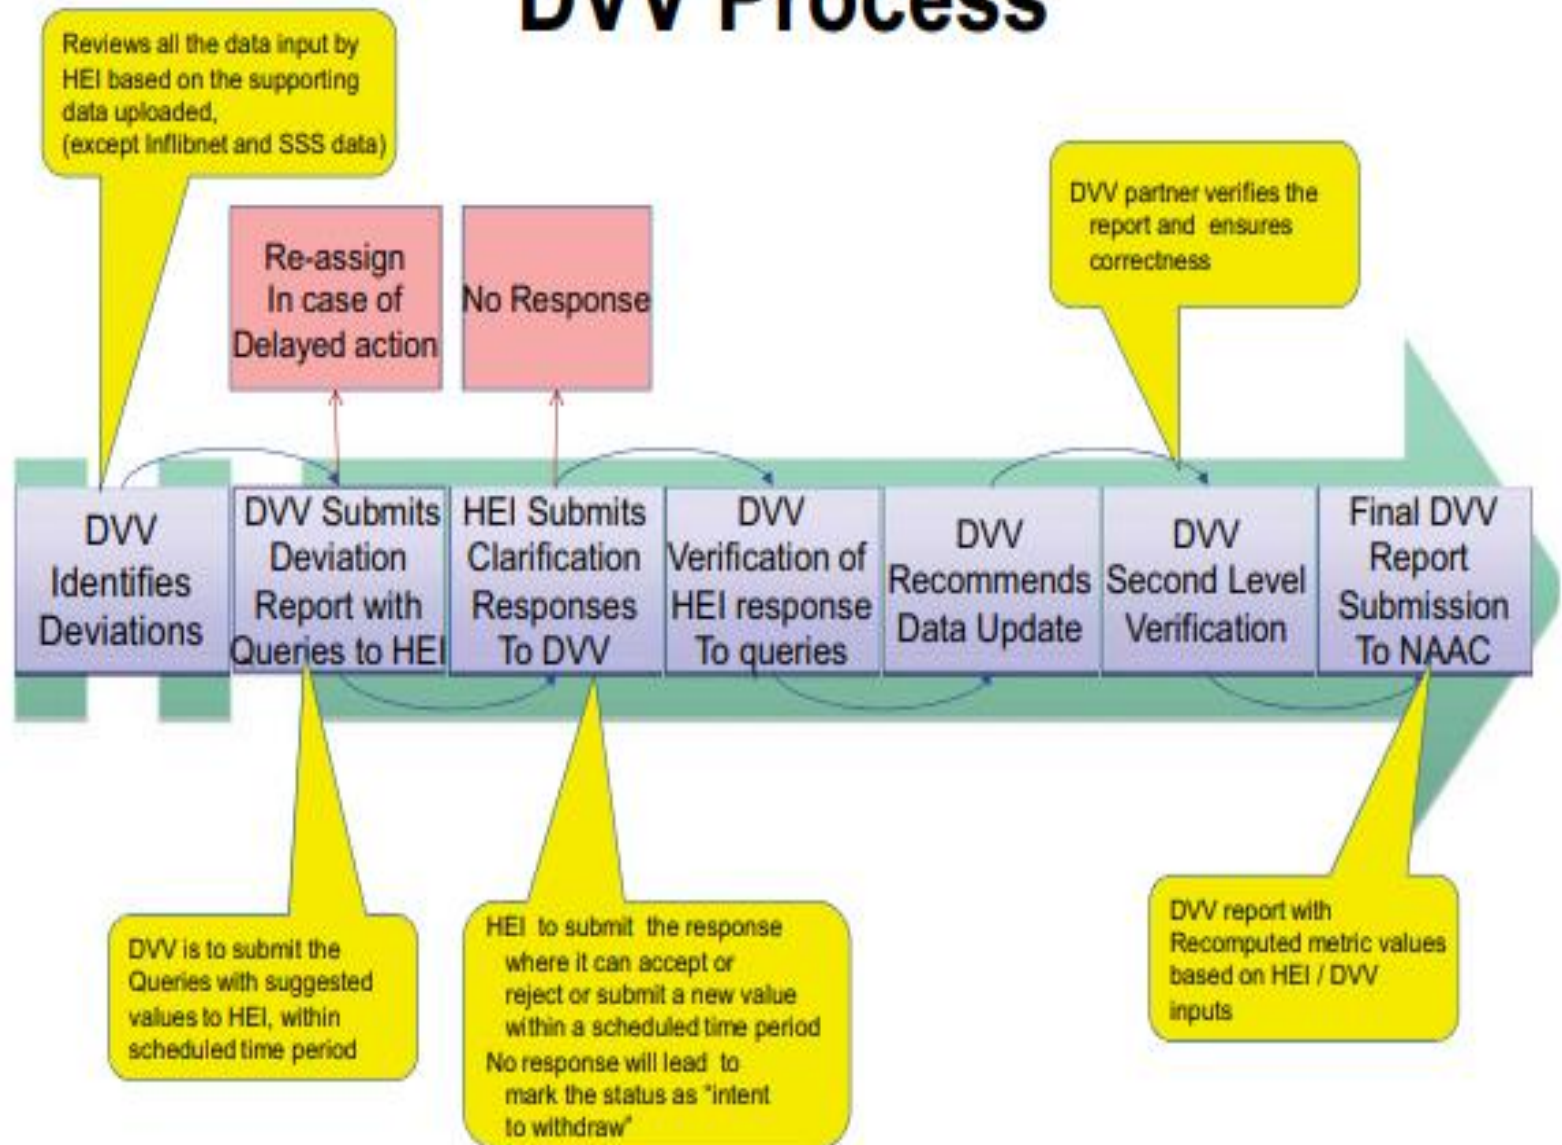 DVV Process
Reviews all the data input by
HEI based on the supporting
data uploaded,
(except Inflibnet and SSS data)
Re-assign
In case of
Delayed action
No Response
DVV partner verifies the
report and ensures
correctness
DVV
Identifies
Deviations
DVV Submits
Deviation
Report with
Queries to HEI
HEI Submits
Clarification
Responses
To DVV
DVV
Verification of
HEI response
To queries
DVV
Recommends
Data Update
DVV
Second Level
Verification
Final DVV
Report
Submission
To NAAC
DVV is to submit the
Queries with suggested
values to HEI, within
scheduled time period
HEI to submit the response
where it can accept or
reject or submit a new value
within a scheduled time period
No response will lead to
mark the status as "intent
to withdraw"
DVV report with
Recomputed metric values
based on HEI / DVV
inputs